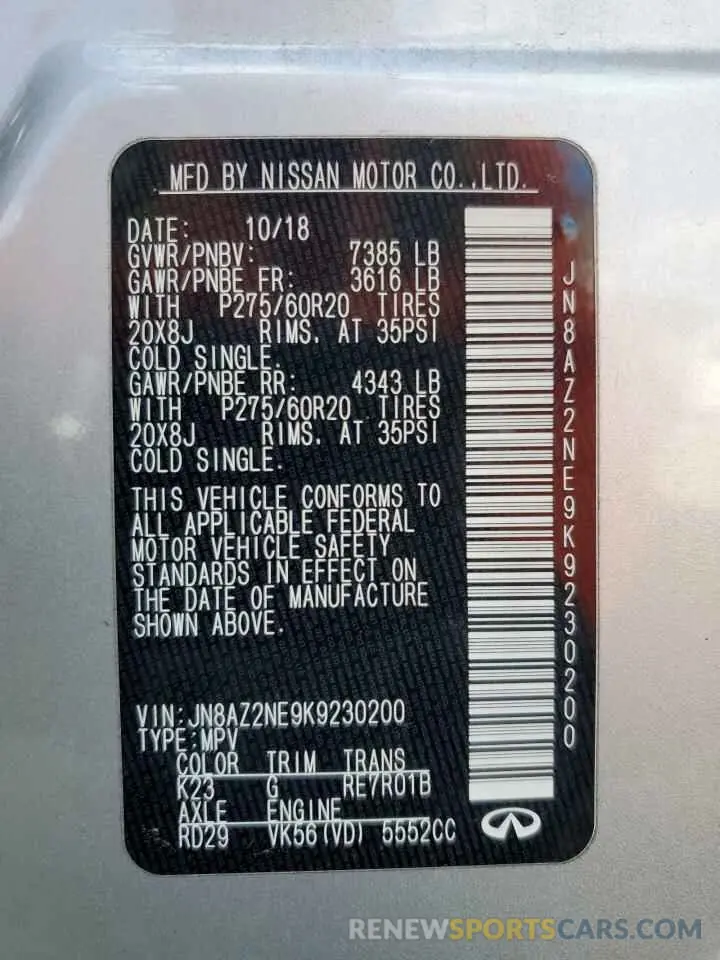 MFD BY NISSAN MOTOR CO.,LTD.
DATE: 10/18
GVWR/PNBV: 7385 LB
GAWR/PNBE FR: 3616 LB
WITH P275/60R20 TIRES
20X8J RIMS, AT 35PSI
COLD SINGLE.
GAWR/PNBE RR: 4343 LB
WITH P275/60R20 TIRES
20X8J RIMS, AT 35PSI
COLD SINGLE.
THIS VEHICLE CONFORMS TO
ALL APPLICABLE FEDERAL
MOTOR VEHICLE SAFETY
STANDARDS IN EFFECT ON
THE DATE OF MANUFACTURE
SHOWN ABOVE.
VIN:JN8AZ2NE9K9230200
TYPE:MPV
COLOR TRIM TRANS
K23 G RE7R01B
AXLE ENGINE
RD29 VK56(VD) 5552CC
JN8AZ2NE9K9230200
RENEWSPORTSCARS.COM